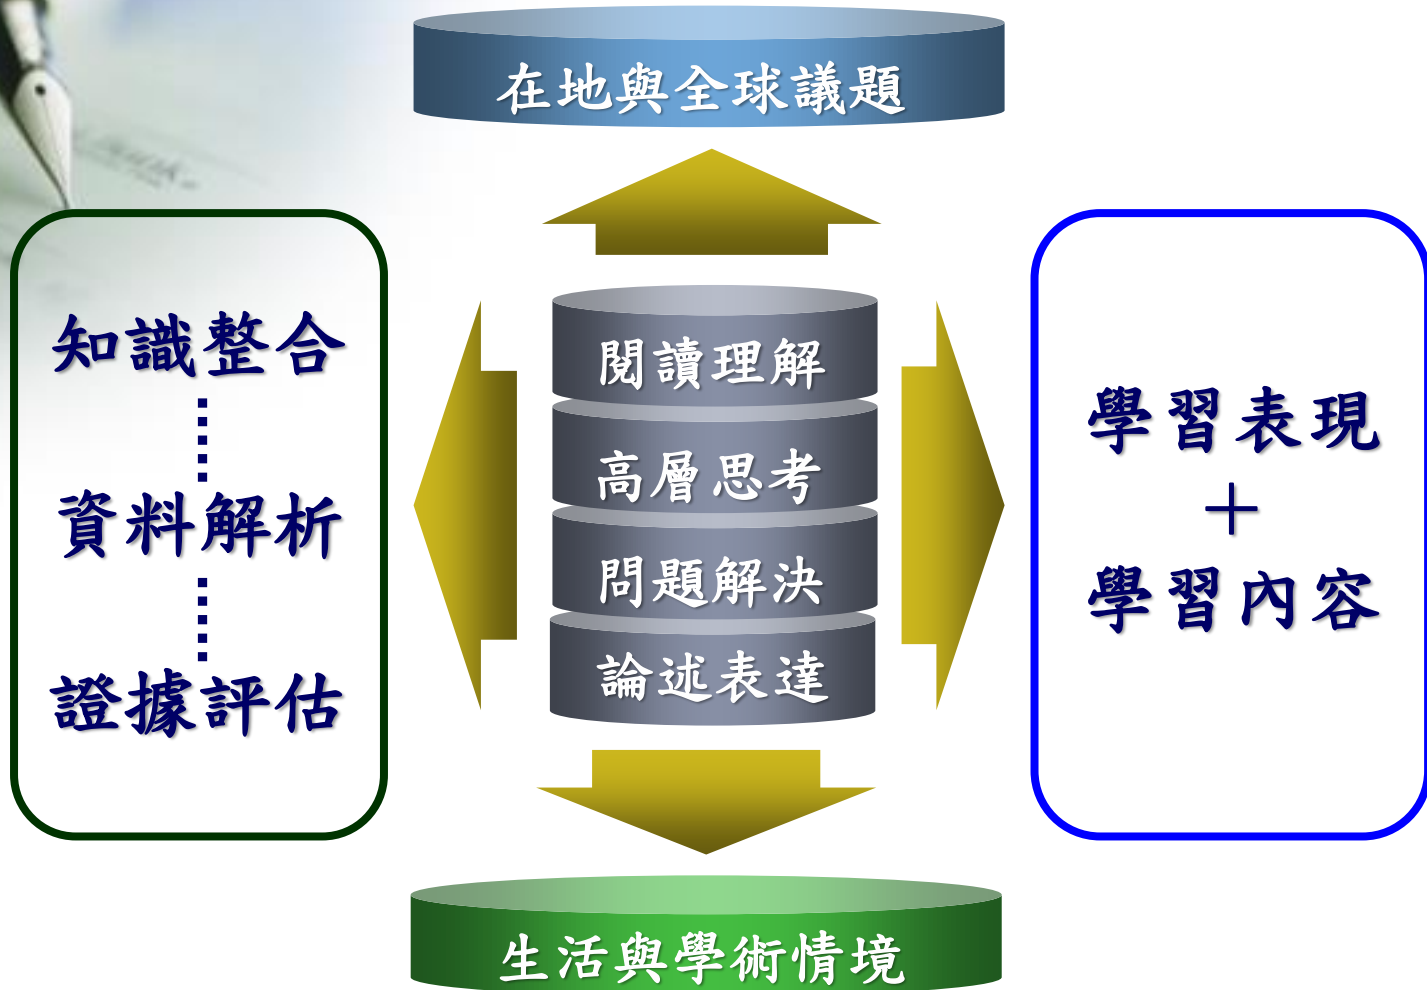 在地與全球議題
知識整合
資料解析
證據評估
閱讀理解
高層思考
問題解決
論述表達
學習表現
＋
學習內容
生活與學術情境